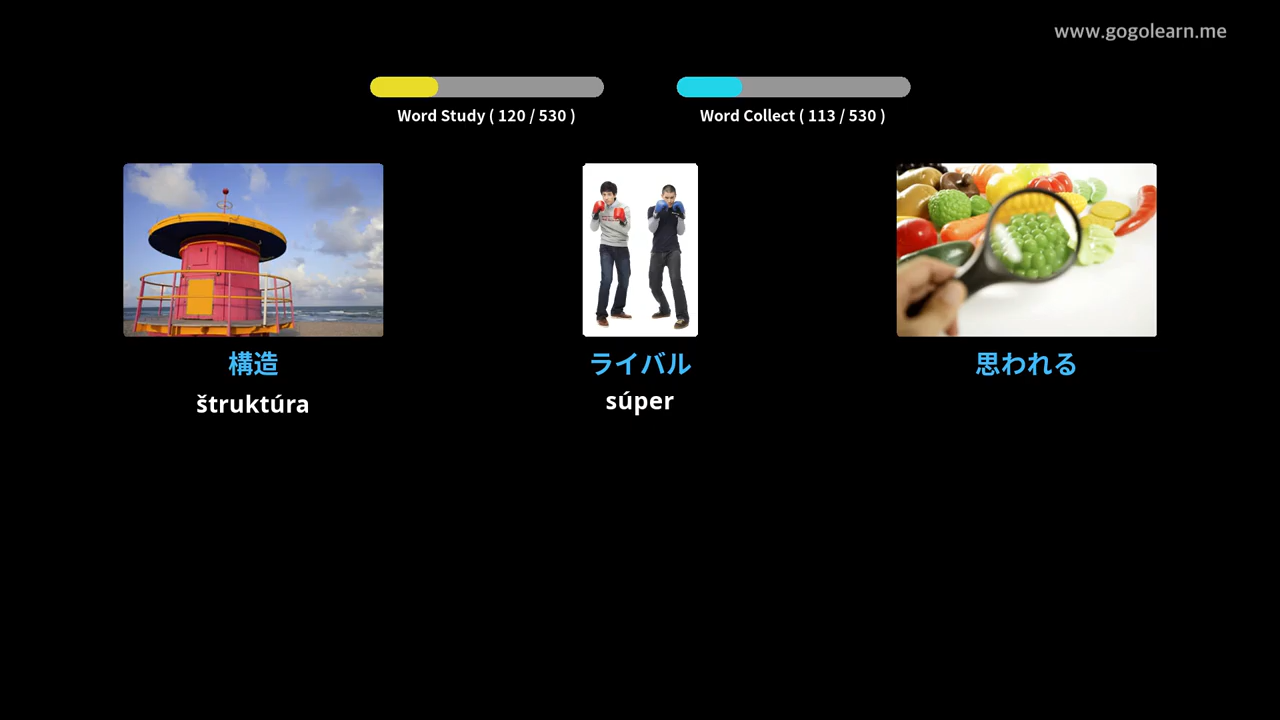 www.gogolearn.me
Word Study ( 120 / 530 )
Word Collect ( 113 / 530 )
構造
ライバル
思われる
štruktúra
súper